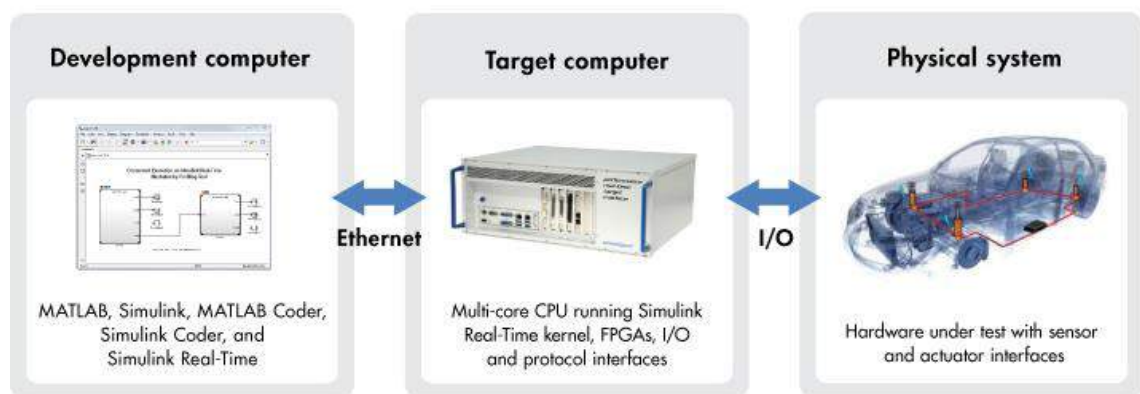 Development computer
Target computer
Physical system
Ethernet
I/O
MATLAB, Simulink, MATLAB Coder,
Simulink Coder, and
Simulink Real-Time
Multi-core CPU running Simulink
Real-Time kernel, FPGAs, I/O
and protocol interfaces
Hardware under test with sensor
and actuator interfaces